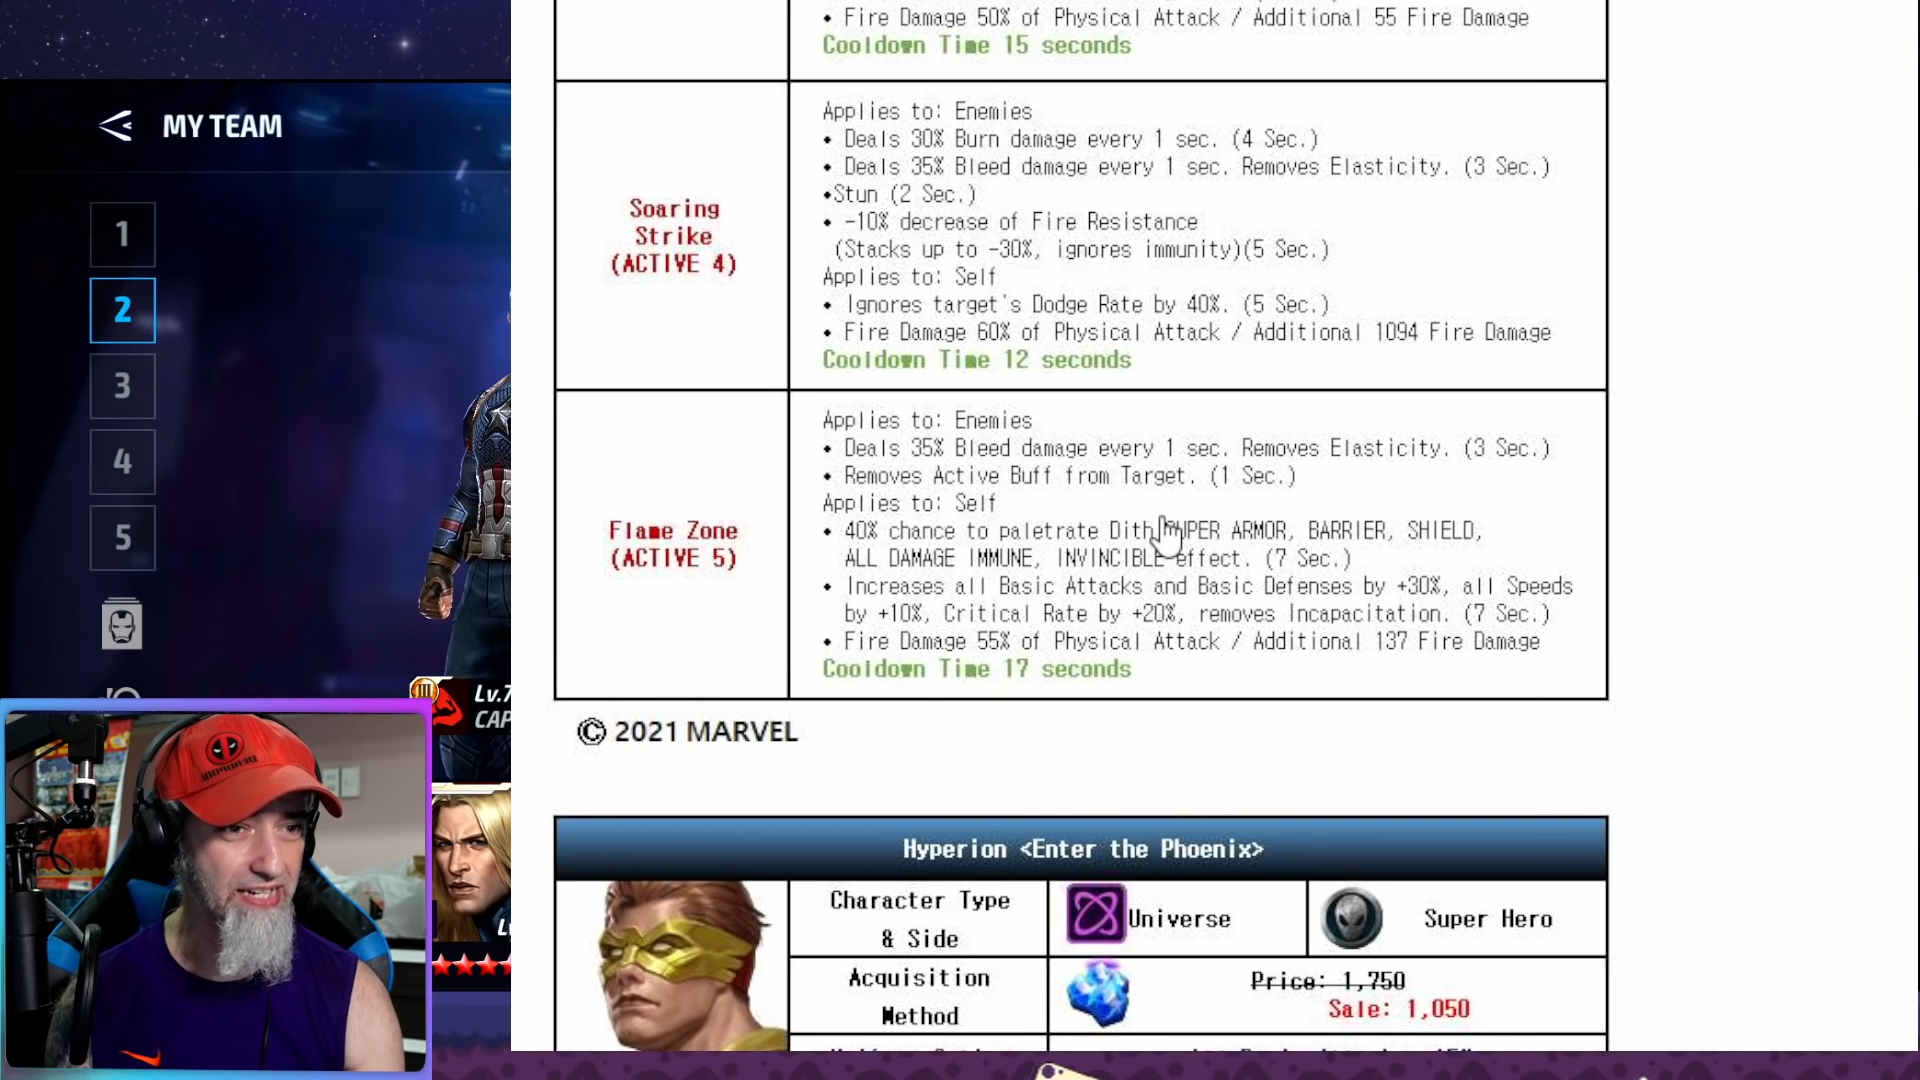 MY TEAM
1
2
3
4
5
III
Lv.7
CAP
• Fire Damage 50% of Physical Attack / Additional 55 Fire Damage
Cooldown Time 15 seconds
Soaring
Strike
(ACTIVE 4)
Applies to: Enemies
• Deals 30% Burn damage every 1 sec. (4 Sec.)
• Deals 35% Bleed damage every 1 sec. Removes Elasticity. (3 Sec.)
•Stun (2 Sec.)
• -10% decrease of Fire Resistance
(Stacks up to -30%, ignores immunity)(5 Sec.)
Applies to: Self
• Ignores target's Dodge Rate by 40%. (5 Sec.)
• Fire Damage 60% of Physical Attack / Additional 1094 Fire Damage
Cooldown Time 12 seconds
Flame Zone
(ACTIVE 5)
Applies to: Enemies
• Deals 35% Bleed damage every 1 sec. Removes Elasticity. (3 Sec.)
• Removes Active Buff from Target. (1 Sec.)
Applies to: Self
• 40% chance to paletrate Dith SUPER ARMOR, BARRIER, SHIELD,
ALL DAMAGE IMMUNE, INVINCIBLE effect. (7 Sec.)
• Increases all Basic Attacks and Basic Defenses by +30%, all Speeds
by +10%, Critical Rate by +20%, removes Incapacitation. (7 Sec.)
• Fire Damage 55% of Physical Attack / Additional 137 Fire Damage
Cooldown Time 17 seconds
© 2021 MARVEL
Hyperion <Enter the Phoenix>
Character Type
& Side
Universe
Super Hero
Acquisition
Method
Price: 1,750
Sale: 1,050